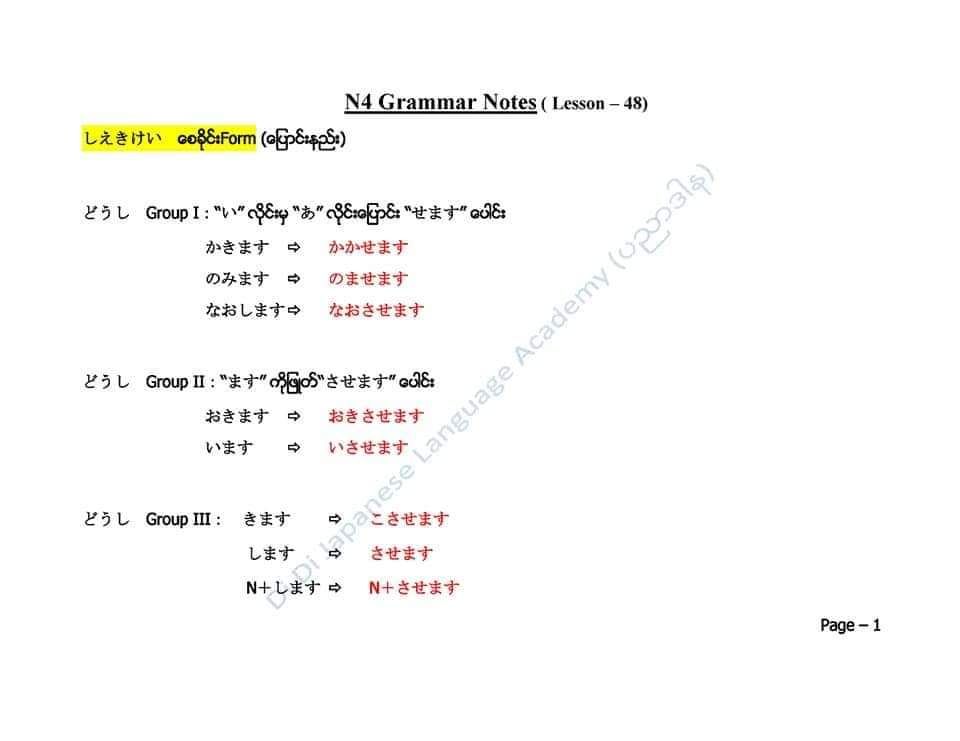 N4 Grammar Notes ( Lesson – 48)
しえきけい စေခိုင်းForm (ပြောင်းနည်း)
どうし Group I : “い” လိုင်းမှ “あ” လိုင်းပြောင်း “せます” ပေါင်း
かきます ⇨ かかせます
のみます ⇨ のませます
なおします⇨ なおさせます
どうし Group II : “ます” ကိုဖြုတ်“させます” ပေါင်း
おきます ⇨ おきさせます
います ⇨ いさせます
どうし Group III : きます ⇨ こさせます
します ⇨ させます
N＋します ⇨ N＋させます
Page – 1
Di Di Japanese Language Academy (ပညာဒါန)